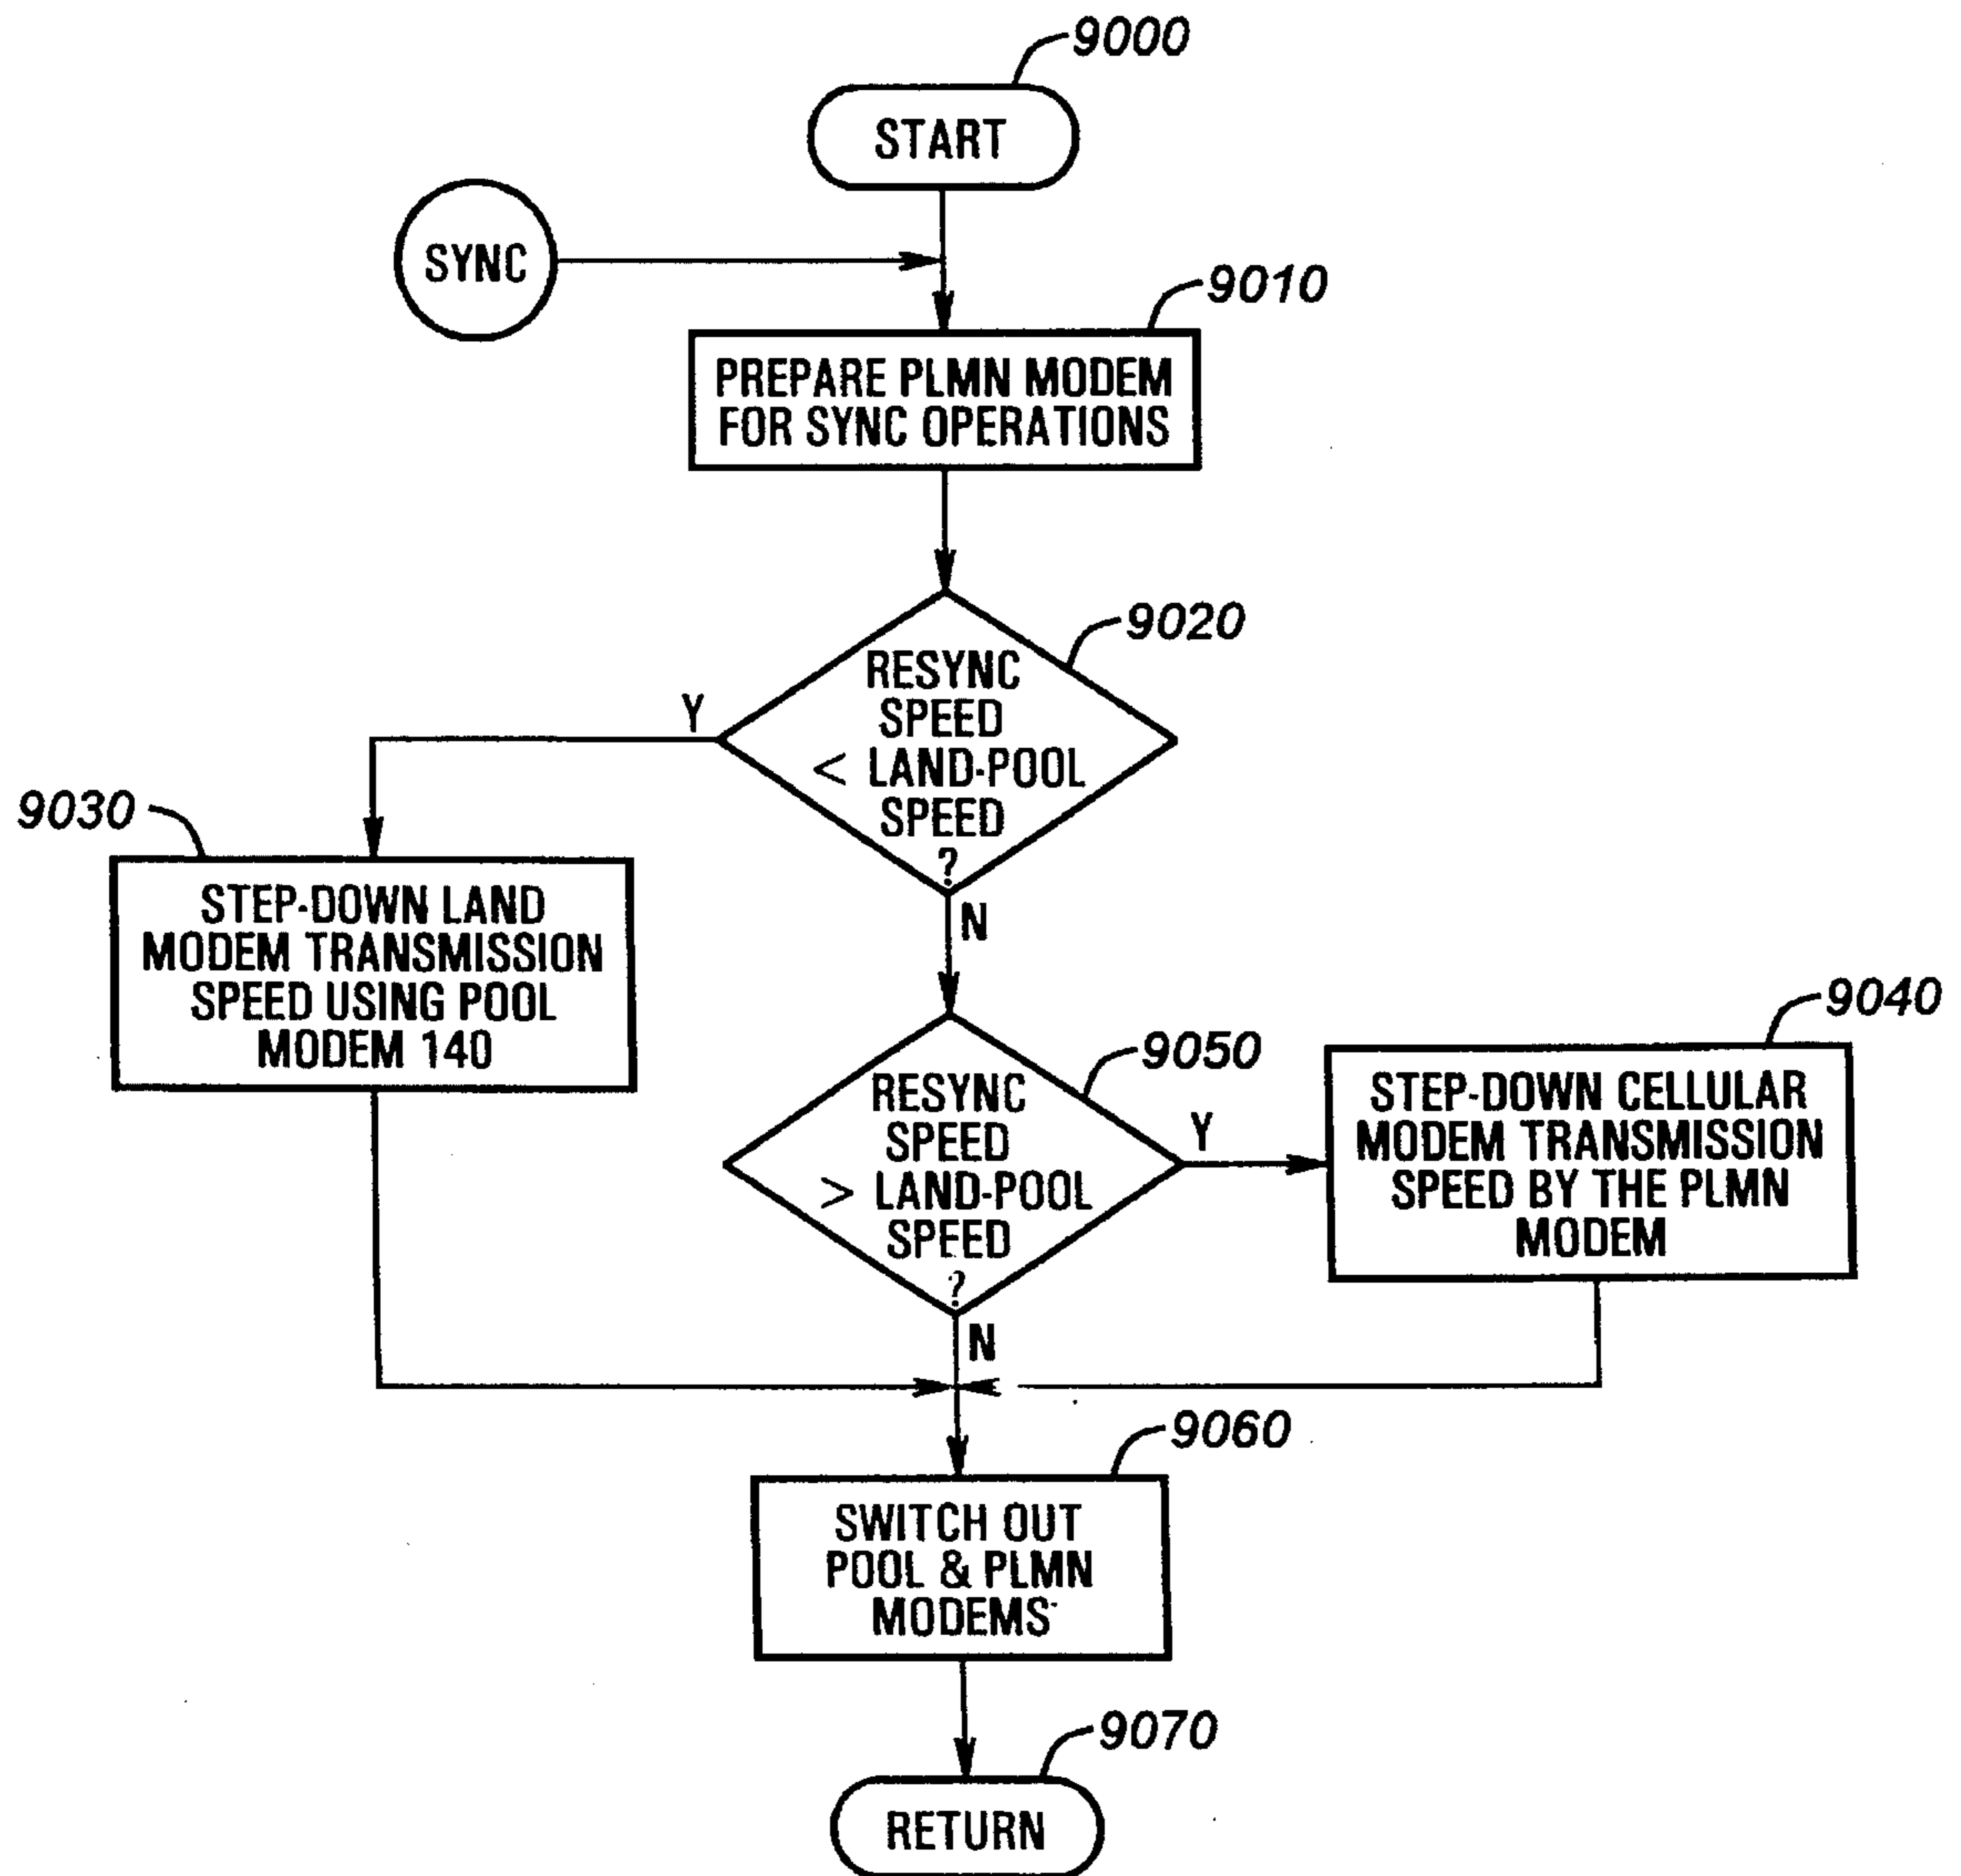 9000
START
SYNC
9010
PREPARE PLMN MODEM
FOR SYNC OPERATIONS
9020
RESYNC
SPEED
< LAND-POOL
SPEED
?
Y
N
9030
STEP-DOWN LAND
MODEM TRANSMISSION
SPEED USING POOL
MODEM 140
9050
RESYNC
SPEED
> LAND-POOL
SPEED
?
Y
N
9040
STEP-DOWN CELLULAR
MODEM TRANSMISSION
SPEED BY THE PLMN
MODEM
9060
SWITCH OUT
POOL & PLMN
MODEMS
9070
RETURN